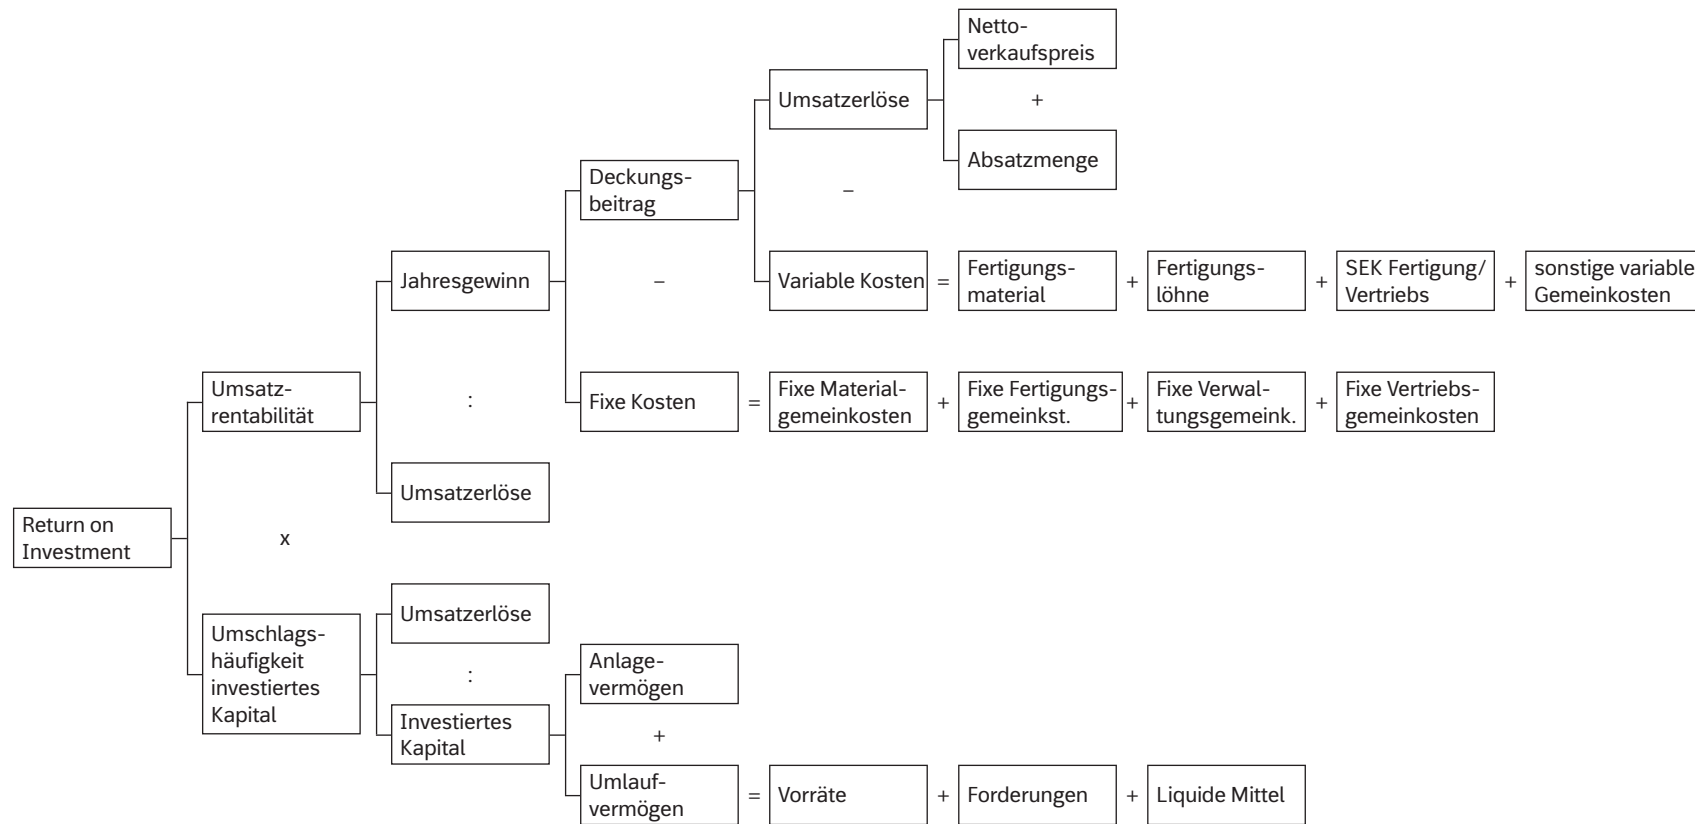 Netto-
verkaufspreis
Umsatzerlöse
+
Absatzmenge
Deckungs-
beitrag
–
Jahresgewinn
–
Variable Kosten = Fertigungs-
material + Fertigungs-
löhne + SEK Fertigung/
Vertriebs + sonstige variable
Gemeinkosten
Umsatz-
rentabilität
:
Fixe Kosten = Fixe Material-
gemeinkosten + Fixe Fertigungs-
gemeinkst. + Fixe Verwal-
tungsgemeink. + Fixe Vertriebs-
gemeinkosten
Umsatzerlöse
Return on
Investment
x
Umsatzerlöse
Umschlags-
häufigkeit
investiertes
Kapital
:
Anlage-
vermögen
Investiertes
Kapital
+
Umlauf-
vermögen = Vorräte + Forderungen + Liquide Mittel